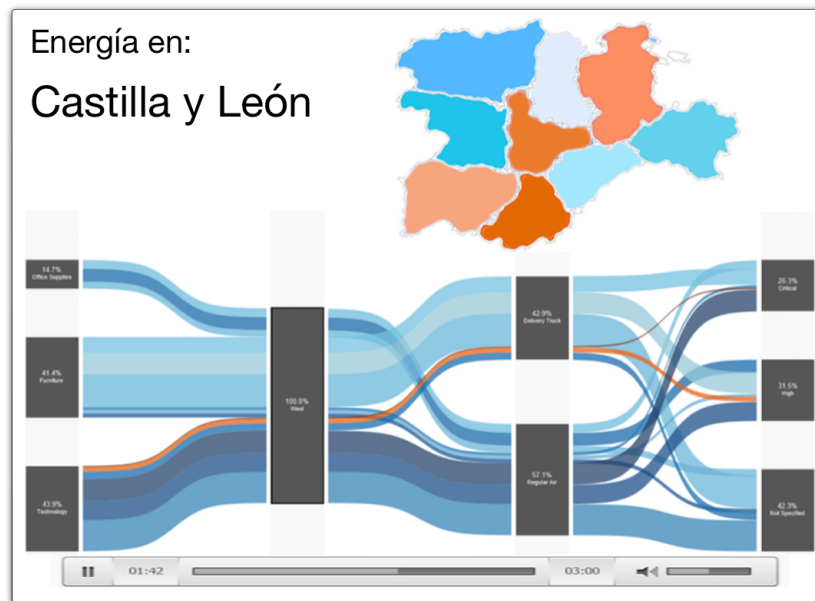 Energía en:
Castilla y León
14.7%
Office Supplies
41.4%
Furniture
43.9%
Technology
100.0%
West
42.9%
Delivery Truck
57.1%
Regular Air
26.3%
Critical
31.5%
High
42.3%
Not Specified
01:42
03:00